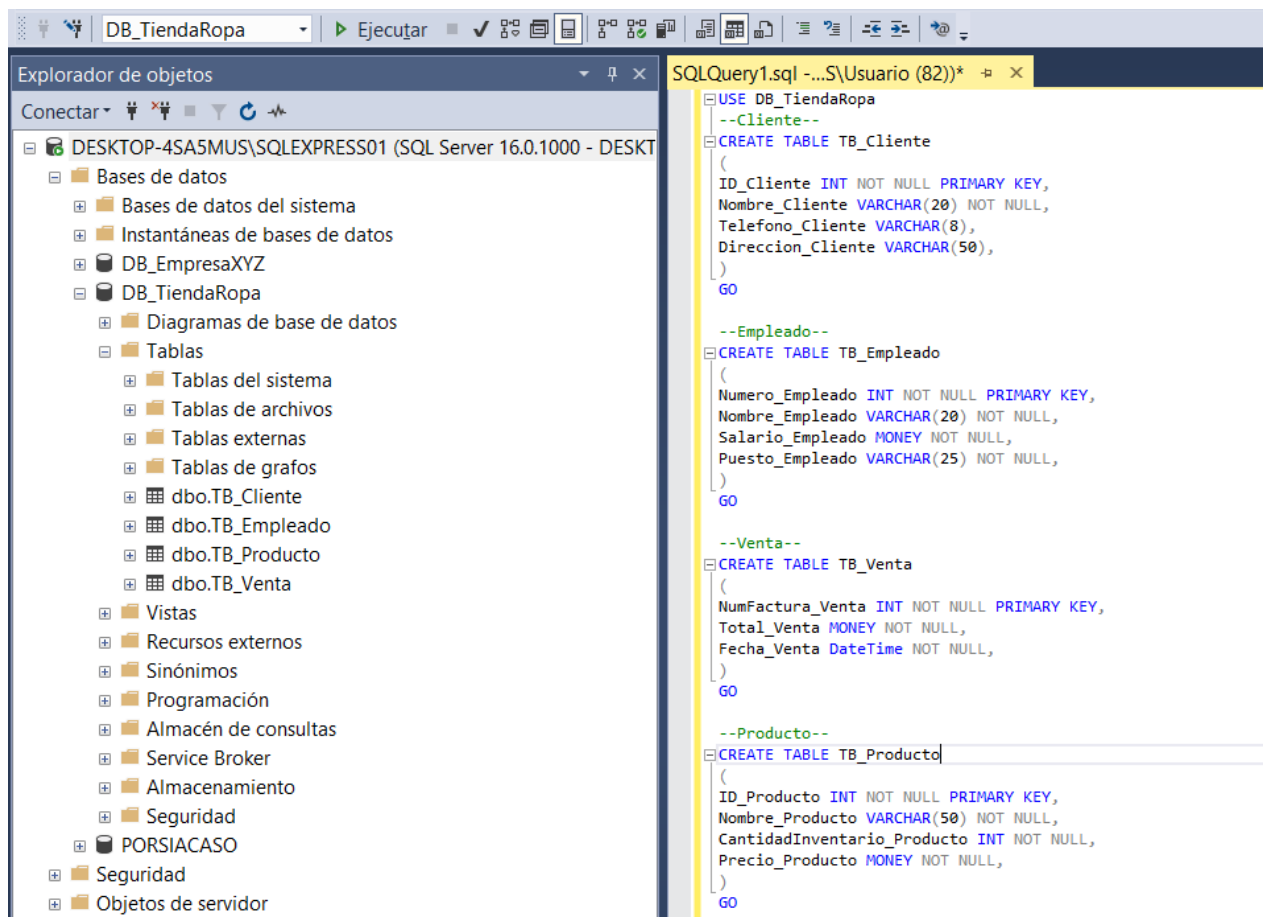 DB_TiendaRopa Ejecutar
Explorador de objetos
Conectar
DESKTOP-4SA5MUS\SQLEXPRESS01 (SQL Server 16.0.1000 - DESKT
Bases de datos
Bases de datos del sistema
Instantáneas de bases de datos
DB_EmpresaXYZ
DB_TiendaRopa
Diagramas de base de datos
Tablas
Tablas del sistema
Tablas de archivos
Tablas externas
Tablas de grafos
dbo.TB_Cliente
dbo.TB_Empleado
dbo.TB_Producto
dbo.TB_Venta
Vistas
Recursos externos
Sinónimos
Programación
Almacén de consultas
Service Broker
Almacenamiento
Seguridad
PORSIACASO
Seguridad
Objetos de servidor
SQLQuery1.sql -...S\Usuario (82))*
USE DB_TiendaRopa
--Cliente--
CREATE TABLE TB_Cliente
(
ID_Cliente INT NOT NULL PRIMARY KEY,
Nombre_Cliente VARCHAR(20) NOT NULL,
Telefono_Cliente VARCHAR(8),
Direccion_Cliente VARCHAR(50),
)
GO
--Empleado--
CREATE TABLE TB_Empleado
(
Numero_Empleado INT NOT NULL PRIMARY KEY,
Nombre_Empleado VARCHAR(20) NOT NULL,
Salario_Empleado MONEY NOT NULL,
Puesto_Empleado VARCHAR(25) NOT NULL,
)
GO
--Venta--
CREATE TABLE TB_Venta
(
NumFactura_Venta INT NOT NULL PRIMARY KEY,
Total_Venta MONEY NOT NULL,
Fecha_Venta DateTime NOT NULL,
)
GO
--Producto--
CREATE TABLE TB_Producto
(
ID_Producto INT NOT NULL PRIMARY KEY,
Nombre_Producto VARCHAR(50) NOT NULL,
CantidadInventario_Producto INT NOT NULL,
Precio_Producto MONEY NOT NULL,
)
GO